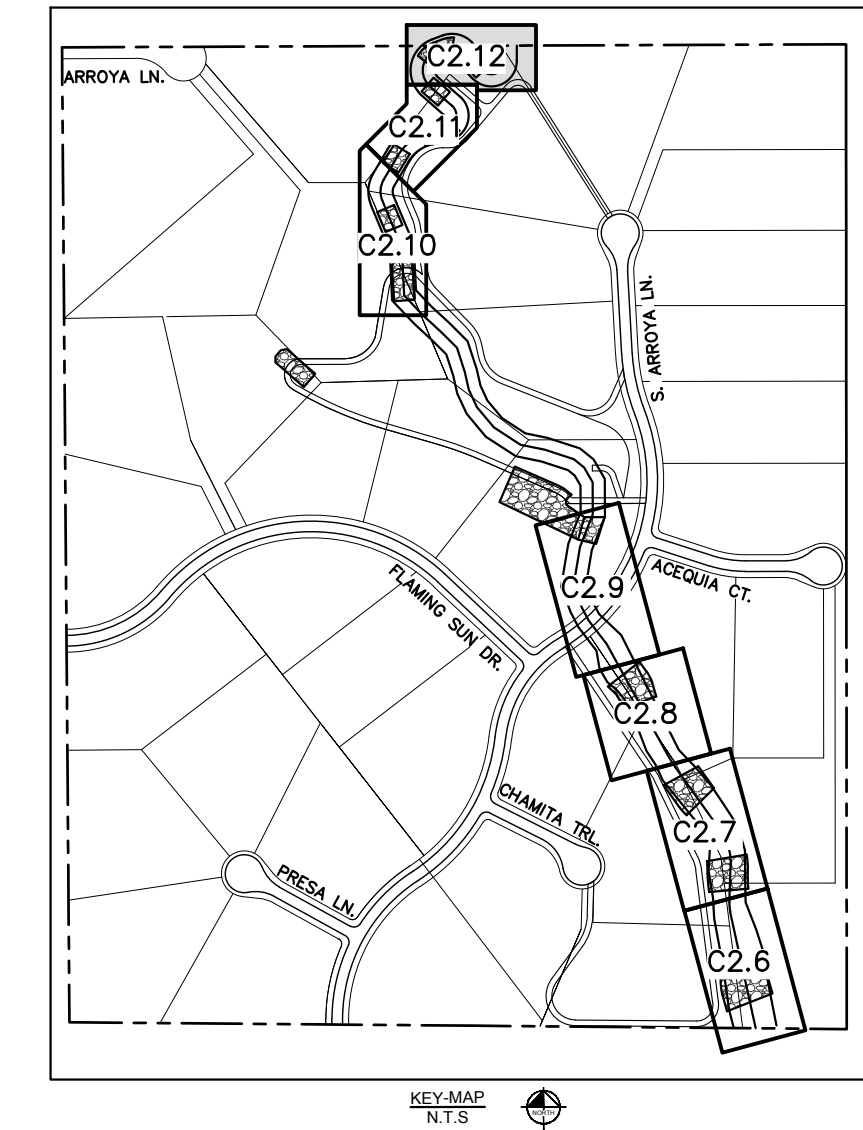 C2.12
ARROYA LN.
C2.11
C2.10
S. ARROYA LN.
C2.9
ACEQUIA CT.
FLAMING SUN DR.
C2.8
CHAMITA TRL.
C2.7
PRESA LN.
C2.6
KEY-MAP
N.T.S
NORTH